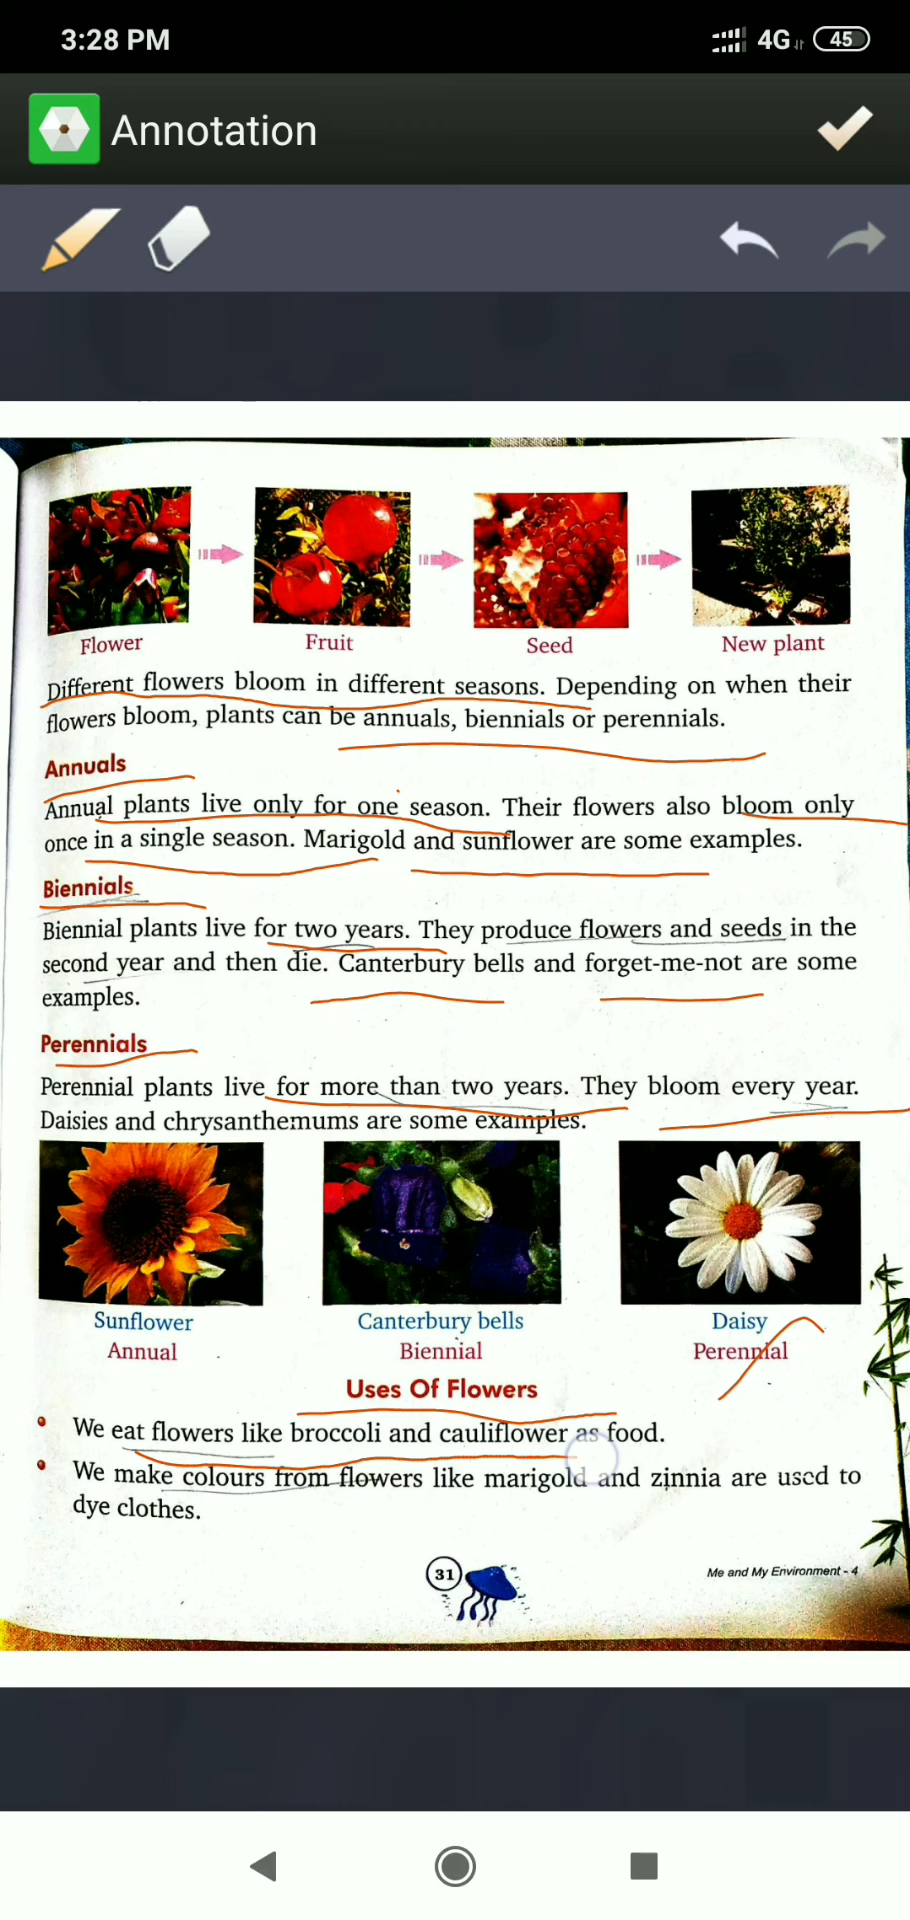 3:28 PM
4G 45
Annotation
Flower Fruit Seed New plant
Different flowers bloom in different seasons. Depending on when their
flowers bloom, plants can be annuals, biennials or perennials.
Annuals
Annual plants live only for one season. Their flowers also bloom only
once in a single season. Marigold and sunflower are some examples.
Biennials
Biennial plants live for two years. They produce flowers and seeds in the
second year and then die. Canterbury bells and forget-me-not are some
examples.
Perennials
Perennial plants live for more than two years. They bloom every year.
Daisies and chrysanthemums are some examples.
Sunflower Canterbury bells Daisy
Annual Biennial Perennial
Uses Of Flowers
• We eat flowers like broccoli and cauliflower as food.
• We make colours from flowers like marigold and zinnia are used to
dye clothes.
31
Me and My Environment - 4